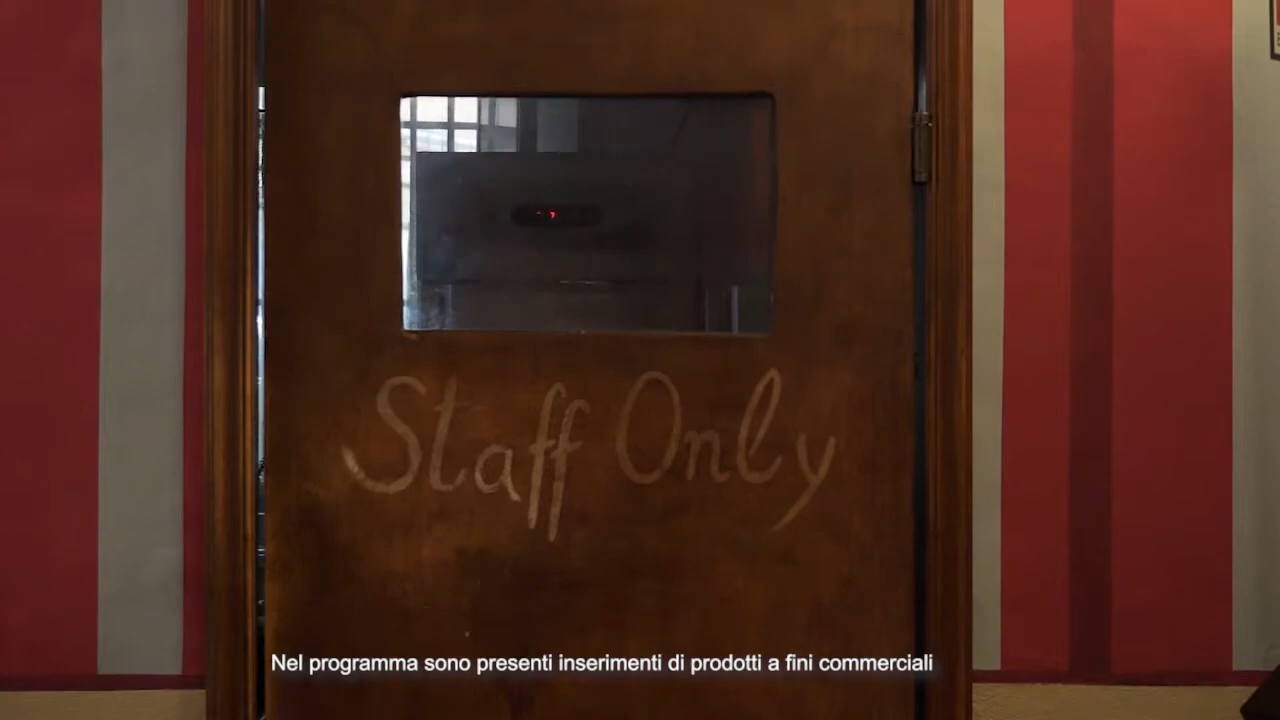 Staff Only
Nel programma sono presenti inserimenti di prodotti a fini commerciali